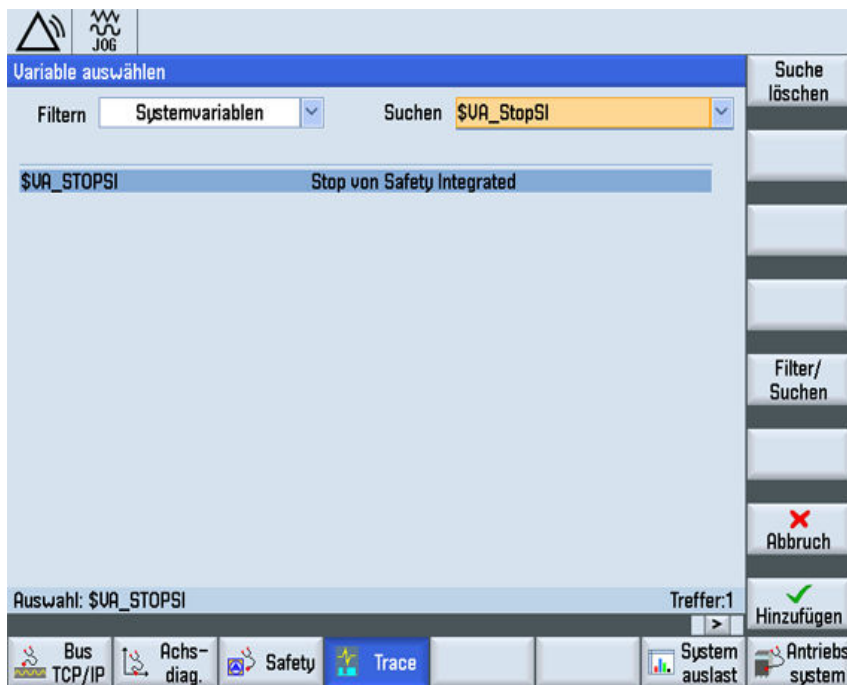 JOG
Variable auswählen
Filtern Systemvariablen Suchen $VA_StopSI
$VA_STOPSI Stop von Safety Integrated
Auswahl: $VA_STOPSI Treffer:1
>
Suche
löschen
Filter/
Suchen
Abbruch
Hinzufügen
Bus
TCP/IP
Achs-
diag.
Safety
Trace
System
auslast
Antriebs
system